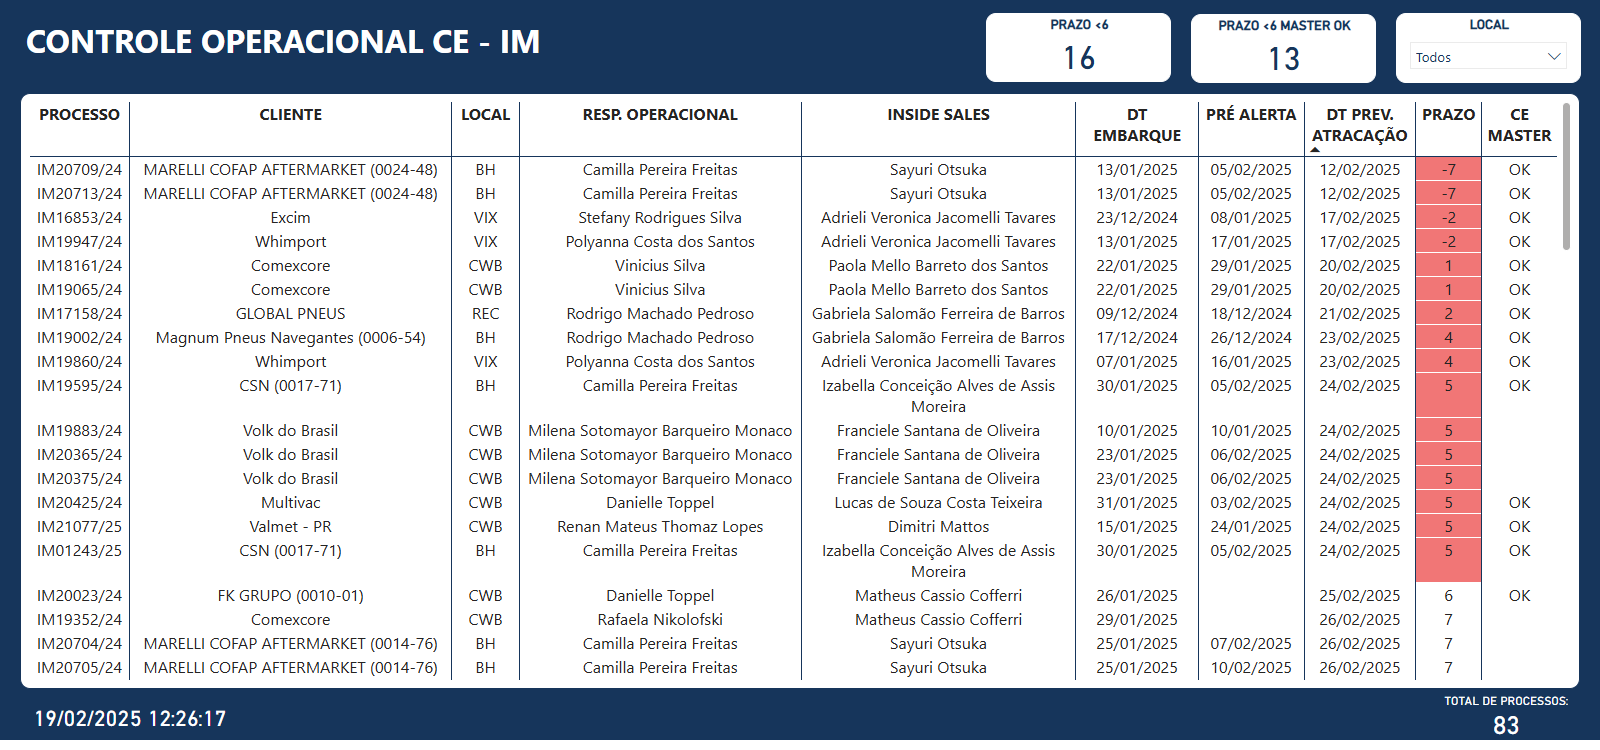 CONTROLE OPERACIONAL CE - IM
PRAZO <6
16
PRAZO <6 MASTER OK
13
LOCAL
Todos
PROCESSO CLIENTE LOCAL RESP. OPERACIONAL INSIDE SALES DT EMBARQUE PRÉ ALERTA DT PREV. ATRACAÇÃO PRAZO CE MASTER
IM20709/24 MARELLI COFAP AFTERMARKET (0024-48) BH Camilla Pereira Freitas Sayuri Otsuka 13/01/2025 05/02/2025 12/02/2025 -7 OK
IM20713/24 MARELLI COFAP AFTERMARKET (0024-48) BH Camilla Pereira Freitas Sayuri Otsuka 13/01/2025 05/02/2025 12/02/2025 -7 OK
IM16853/24 Excim VIX Stefany Rodrigues Silva Adrieli Veronica Jacomelli Tavares 23/12/2024 08/01/2025 17/02/2025 -2 OK
IM19947/24 Whimport VIX Polyanna Costa dos Santos Adrieli Veronica Jacomelli Tavares 13/01/2025 17/01/2025 17/02/2025 -2 OK
IM18161/24 Comexcore CWB Vinicius Silva Paola Mello Barreto dos Santos 22/01/2025 29/01/2025 20/02/2025 1 OK
IM19065/24 Comexcore CWB Vinicius Silva Paola Mello Barreto dos Santos 22/01/2025 29/01/2025 20/02/2025 1 OK
IM17158/24 GLOBAL PNEUS REC Rodrigo Machado Pedroso Gabriela Salomão Ferreira de Barros 09/12/2024 18/12/2024 21/02/2025 2 OK
IM19002/24 Magnum Pneus Navegantes (0006-54) BH Rodrigo Machado Pedroso Gabriela Salomão Ferreira de Barros 17/12/2024 26/12/2024 23/02/2025 4 OK
IM19860/24 Whimport VIX Polyanna Costa dos Santos Adrieli Veronica Jacomelli Tavares 07/01/2025 16/01/2025 23/02/2025 4 OK
IM19595/24 CSN (0017-71) BH Camilla Pereira Freitas Izabella Conceição Alves de Assis Moreira 30/01/2025 05/02/2025 24/02/2025 5 OK
IM19883/24 Volk do Brasil CWB Milena Sotomayor Barqueiro Monaco Franciele Santana de Oliveira 10/01/2025 10/01/2025 24/02/2025 5
IM20365/24 Volk do Brasil CWB Milena Sotomayor Barqueiro Monaco Franciele Santana de Oliveira 23/01/2025 06/02/2025 24/02/2025 5
IM20375/24 Volk do Brasil CWB Milena Sotomayor Barqueiro Monaco Franciele Santana de Oliveira 23/01/2025 06/02/2025 24/02/2025 5
IM20425/24 Multivac CWB Danielle Toppel Lucas de Souza Costa Teixeira 31/01/2025 03/02/2025 24/02/2025 5 OK
IM21077/25 Valmet - PR CWB Renan Mateus Thomaz Lopes Dimitri Mattos 15/01/2025 24/01/2025 24/02/2025 5 OK
IM01243/25 CSN (0017-71) BH Camilla Pereira Freitas Izabella Conceição Alves de Assis Moreira 30/01/2025 05/02/2025 24/02/2025 5 OK
IM20023/24 FK GRUPO (0010-01) CWB Danielle Toppel Matheus Cassio Cofferri 26/01/2025 25/02/2025 6 OK
IM19352/24 Comexcore CWB Rafaela Nikolofski Matheus Cassio Cofferri 29/01/2025 26/02/2025 7
IM20704/24 MARELLI COFAP AFTERMARKET (0014-76) BH Camilla Pereira Freitas Sayuri Otsuka 25/01/2025 07/02/2025 26/02/2025 7
IM20705/24 MARELLI COFAP AFTERMARKET (0014-76) BH Camilla Pereira Freitas Sayuri Otsuka 25/01/2025 10/02/2025 26/02/2025 7
19/02/2025 12:26:17
TOTAL DE PROCESSOS:
83